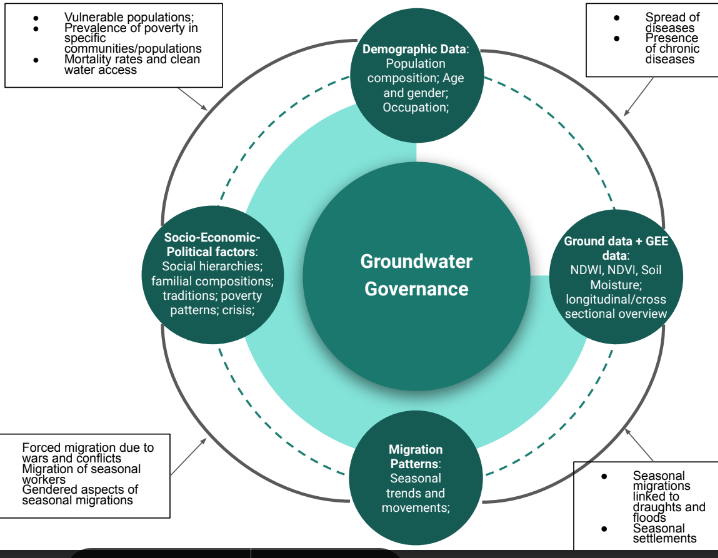 Vulnerable populations;
Prevalence of poverty in
specific
communities/populations
Mortality rates and clean
water access
Demographic Data:
Population
composition; Age
and gender;
Occupation;
Spread of
diseases
Presence
of chronic
diseases
Socio-Economic-
Political factors:
Social hierarchies;
familial compositions;
traditions; poverty
patterns; crisis;
Groundwater
Governance
Ground data + GEE
data:
NDWI, NDVI, Soil
Moisture;
longitudinal/cross
sectional overview
Forced migration due to
wars and conflicts
Migration of seasonal
workers
Gendered aspects of
seasonal migrations
Migration
Patterns:
Seasonal
trends and
movements;
Seasonal
migrations
linked to
draughts and
floods
Seasonal
settlements